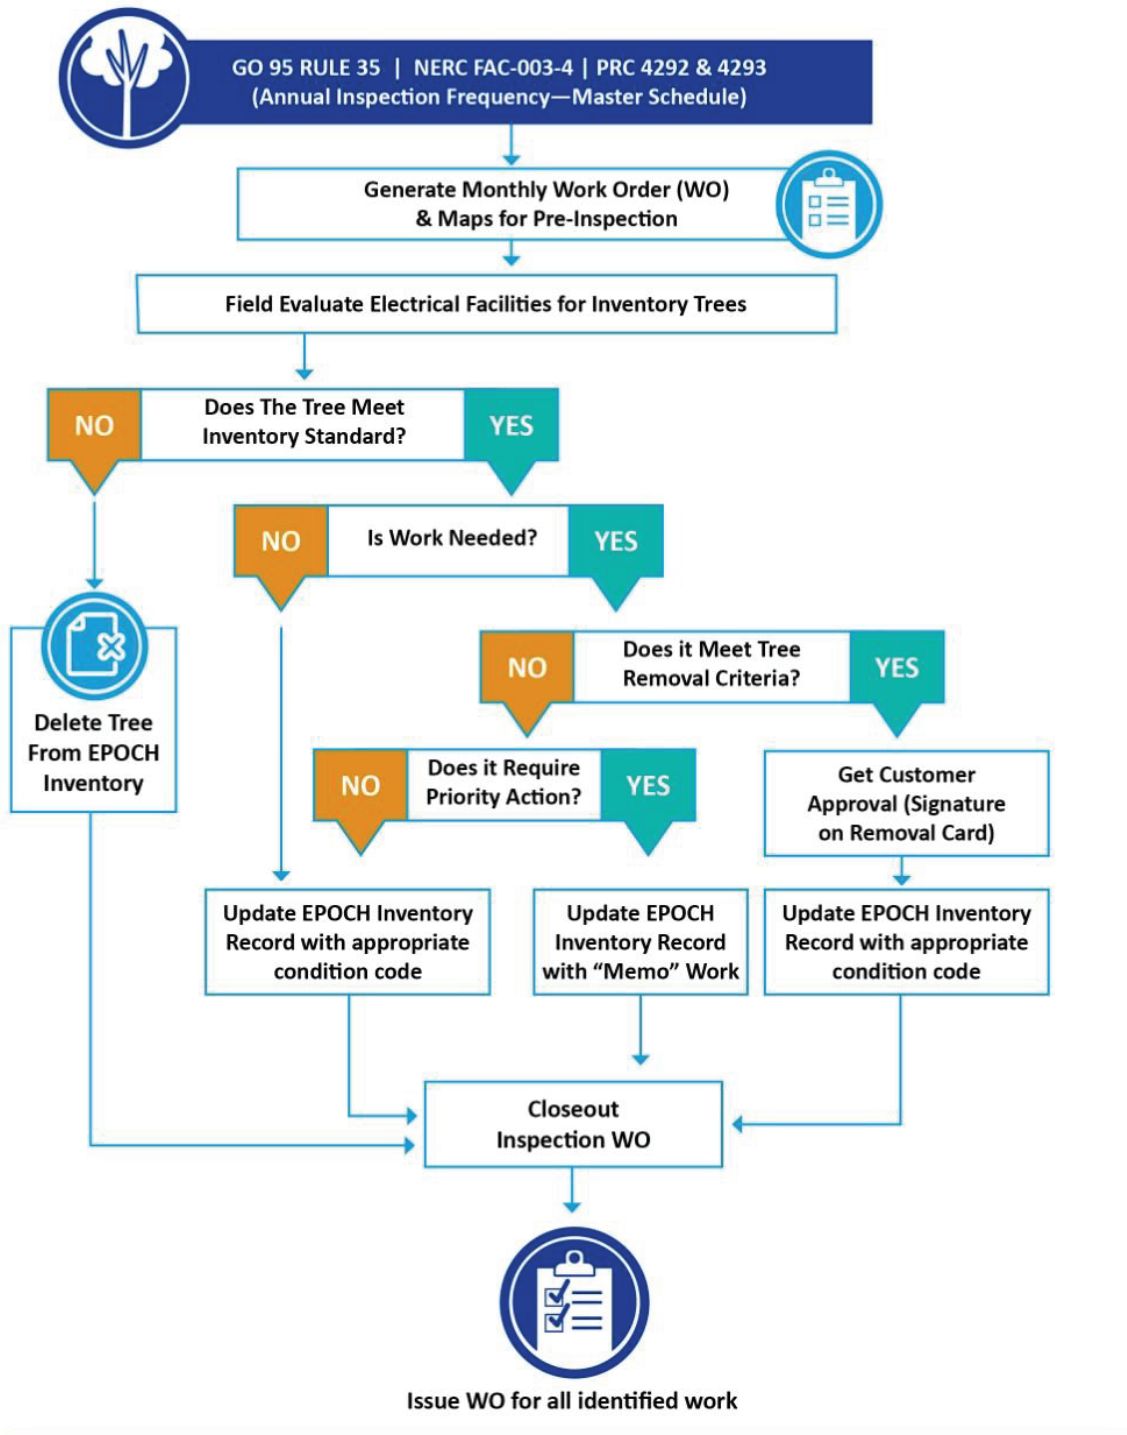 GO 95 RULE 35 | NERC FAC-003-4 | PRC 4292 & 4293
(Annual Inspection Frequency—Master Schedule)
Generate Monthly Work Order (WO)
& Maps for Pre-Inspection
Field Evaluate Electrical Facilities for Inventory Trees
NO
Does The Tree Meet
Inventory Standard?
YES
NO
Is Work Needed?
YES
NO
Does it Meet Tree
Removal Criteria?
YES
Delete Tree
From EPOCH
Inventory
NO
Does it Require
Priority Action?
YES
Get Customer
Approval (Signature
on Removal Card)
Update EPOCH Inventory
Record with appropriate
condition code
Update EPOCH
Inventory Record
with “Memo” Work
Update EPOCH Inventory
Record with appropriate
condition code
Closeout
Inspection WO
Issue WO for all identified work